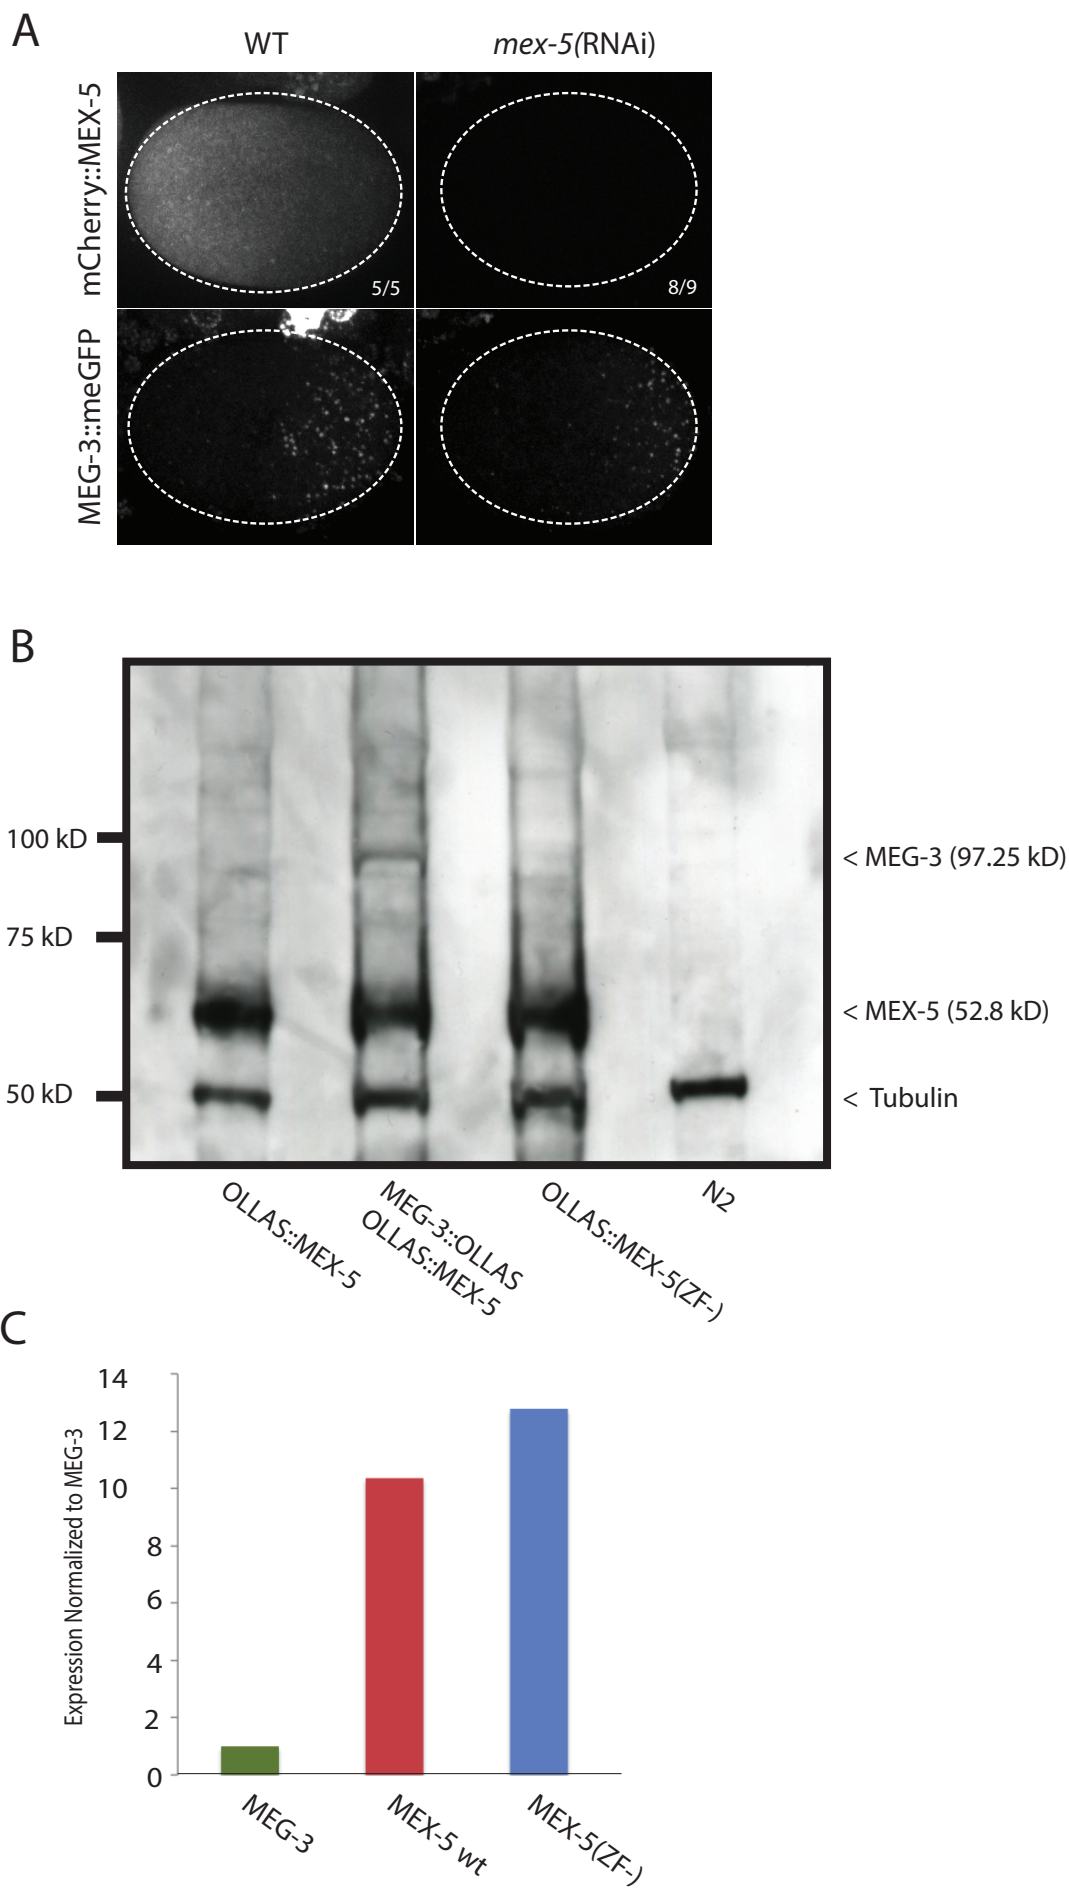 A
WT
mex-5(RNAi)
mCherry::MEX-5
5/5
8/9
MEG-3::meGFP
B
100 kD
75 kD
50 kD
< MEG-3 (97.25 kD)
< MEX-5 (52.8 kD)
< Tubulin
OLLAS::MEX-5
MEG-3::OLLAS
OLLAS::MEX-5
OLLAS::MEX-5(ZF-)
N2
C
Expression Normalized to MEG-3
14
12
10
8
6
4
2
0
MEG-3
MEX-5 wt
MEX-5(ZF-)